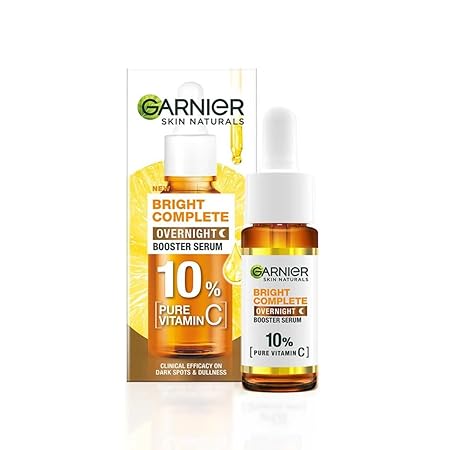 GARNIER
SKIN NATURALS
NEW
BRIGHT
COMPLETE
OVERNIGHT
BOOSTER SERUM
10%
[PURE VITAMIN C]
CLINICAL EFFICACY ON
DARK SPOTS & DULLNESS
GARNIER
SKIN NATURALS
BRIGHT
COMPLETE
OVERNIGHT
BOOSTER SERUM
10%
[PURE VITAMIN C]